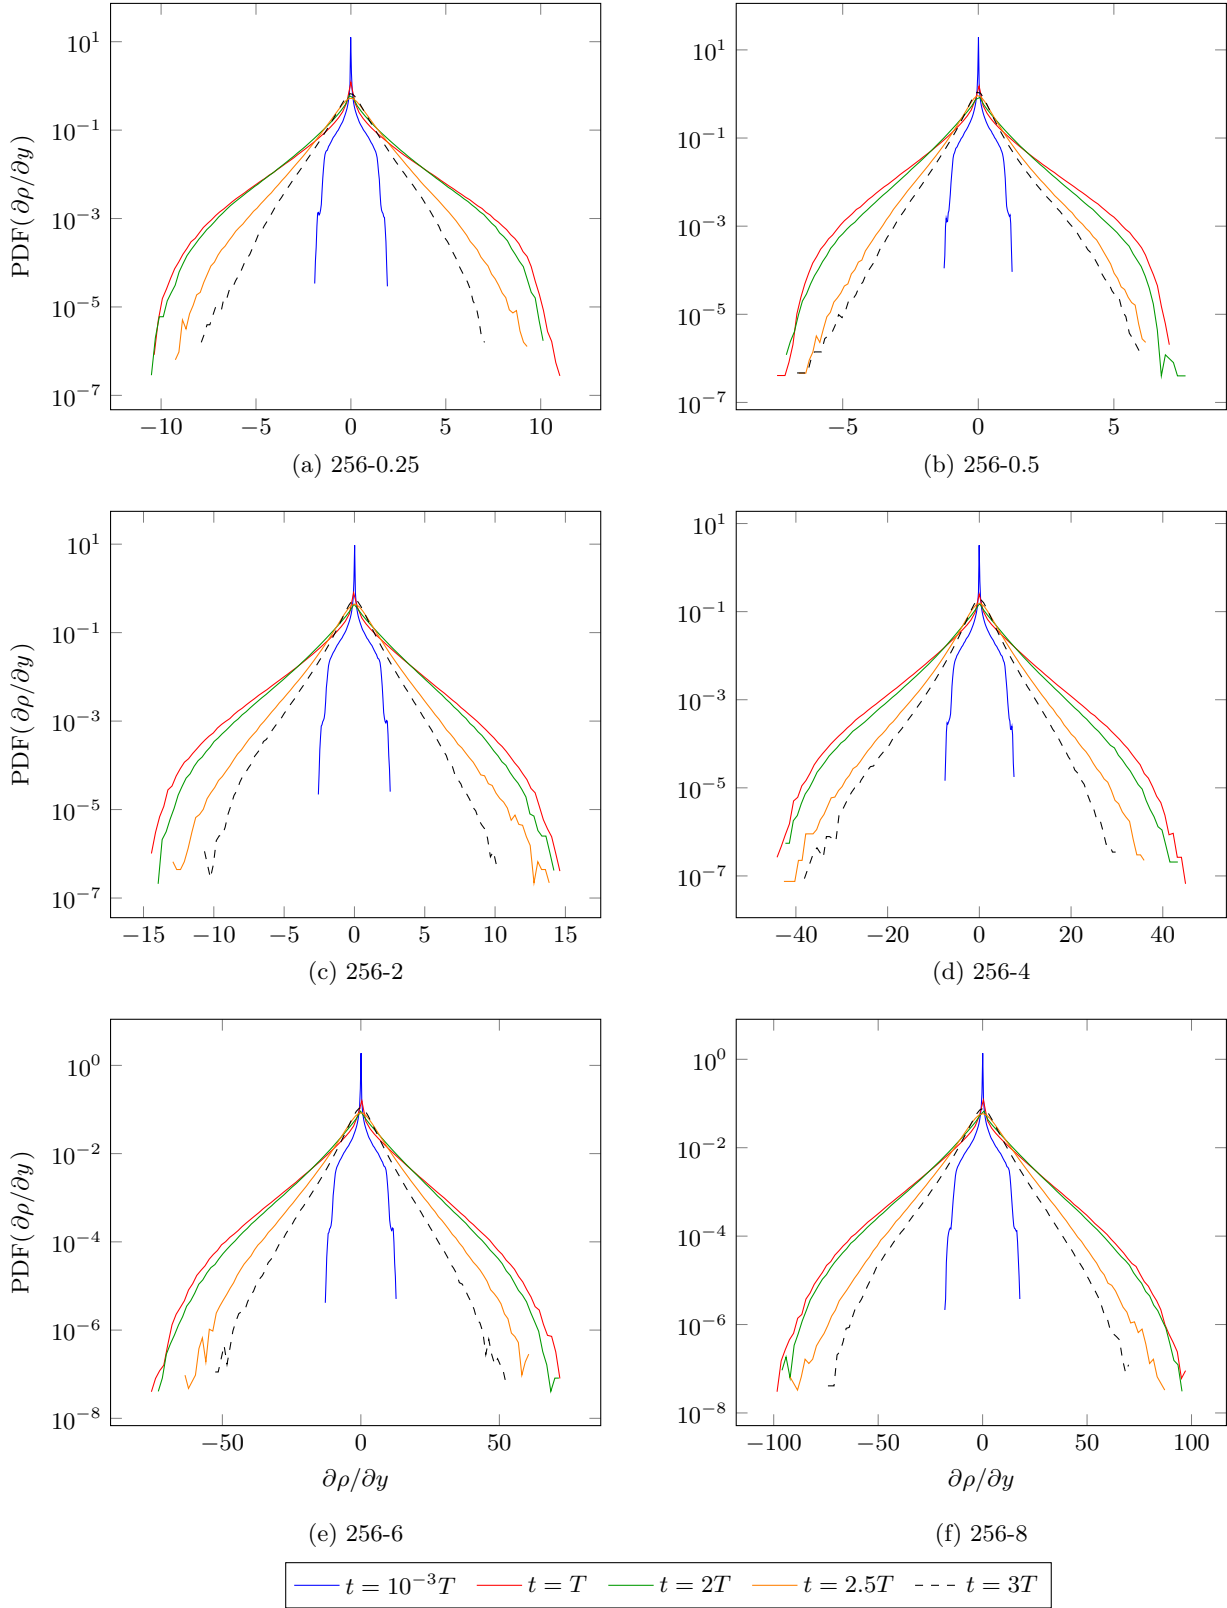 10^1
10^{-1}
10^{-3}
10^{-5}
10^{-7}
PDF(∂ρ/∂y)
−10 −5 0 5 10
(a) 256-0.25
10^1
10^{-1}
10^{-3}
10^{-5}
10^{-7}
−5 0 5
(b) 256-0.5
10^1
10^{-1}
10^{-3}
10^{-5}
10^{-7}
PDF(∂ρ/∂y)
−15 −10 −5 0 5 10 15
(c) 256-2
10^1
10^{-1}
10^{-3}
10^{-5}
10^{-7}
−40 −20 0 20 40
(d) 256-4
10^0
10^{-2}
10^{-4}
10^{-6}
10^{-8}
PDF(∂ρ/∂y)
−50 0 50
∂ρ/∂y
(e) 256-6
10^0
10^{-2}
10^{-4}
10^{-6}
10^{-8}
−100 −50 0 50 100
∂ρ/∂y
(f) 256-8
t = 10^{-3}T t = T t = 2T t = 2.5T t = 3T